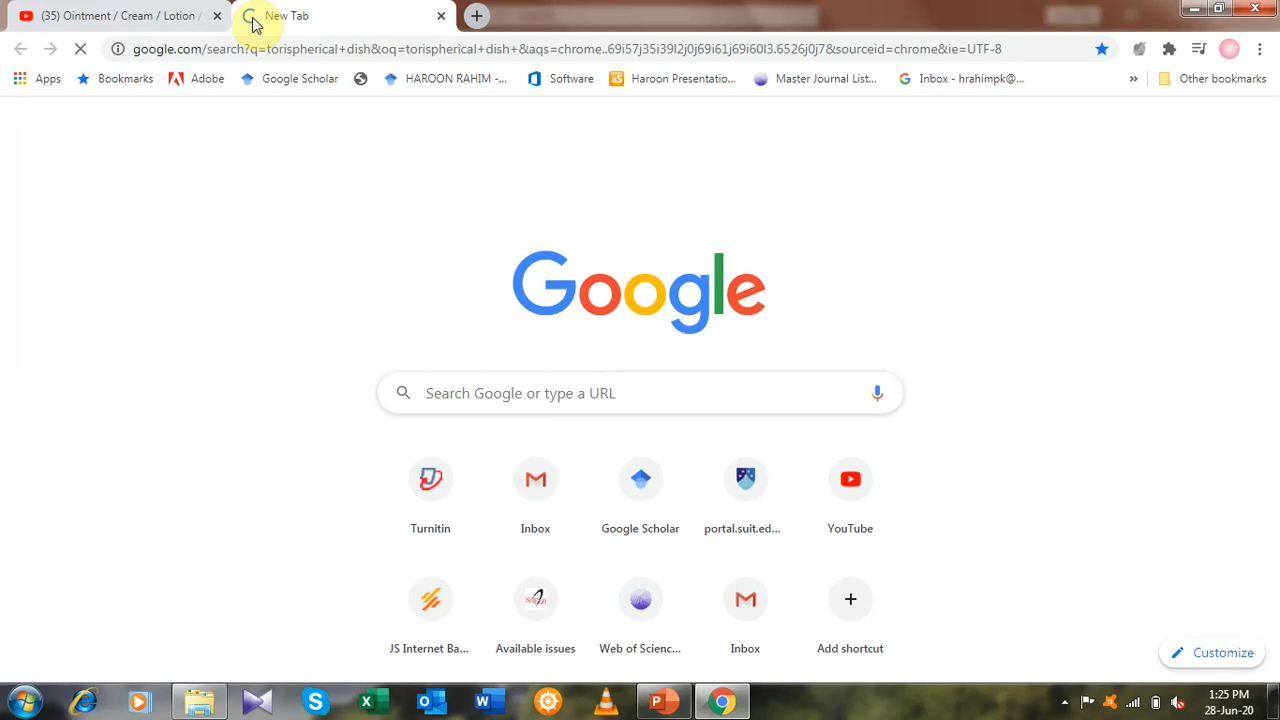 (35) Ointment / Cream / Lotion /
New Tab
google.com/search?q=torispherical+dish&oq=torispherical+dish+&aqs=chrome..69i57j35i39l2j0j69i61j69i60l3.6526j0j7&sourceid=chrome&ie=UTF-8
Apps Bookmarks Adobe Google Scholar HAROON RAHIM -... Software Haroon Presentatio... Master Journal List... Inbox - hrahimpk@... » Other bookmarks
Google
Search Google or type a URL
Turnitin Inbox Google Scholar portal.suit.ed... YouTube
JS Internet Ba... Available issues Web of Scienc... Inbox Add shortcut
Customize
1:25 PM
28-Jun-20